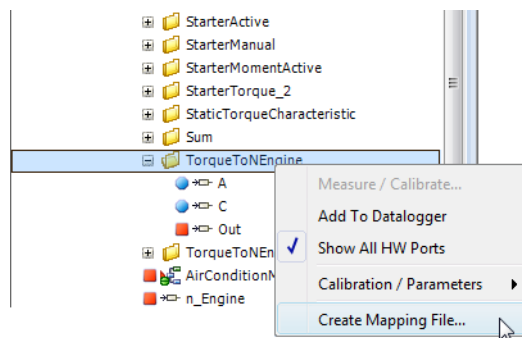 StarterActive
StarterManual
StarterMomentActive
StarterTorque_2
StaticTorqueCharacteristic
Sum
TorqueToNEngine
A
Measure / Calibrate...
C
Add To Datalogger
Out
Show All HW Ports
TorqueToNEn
AirConditionM
Calibration / Parameters
n_Engine
Create Mapping File...